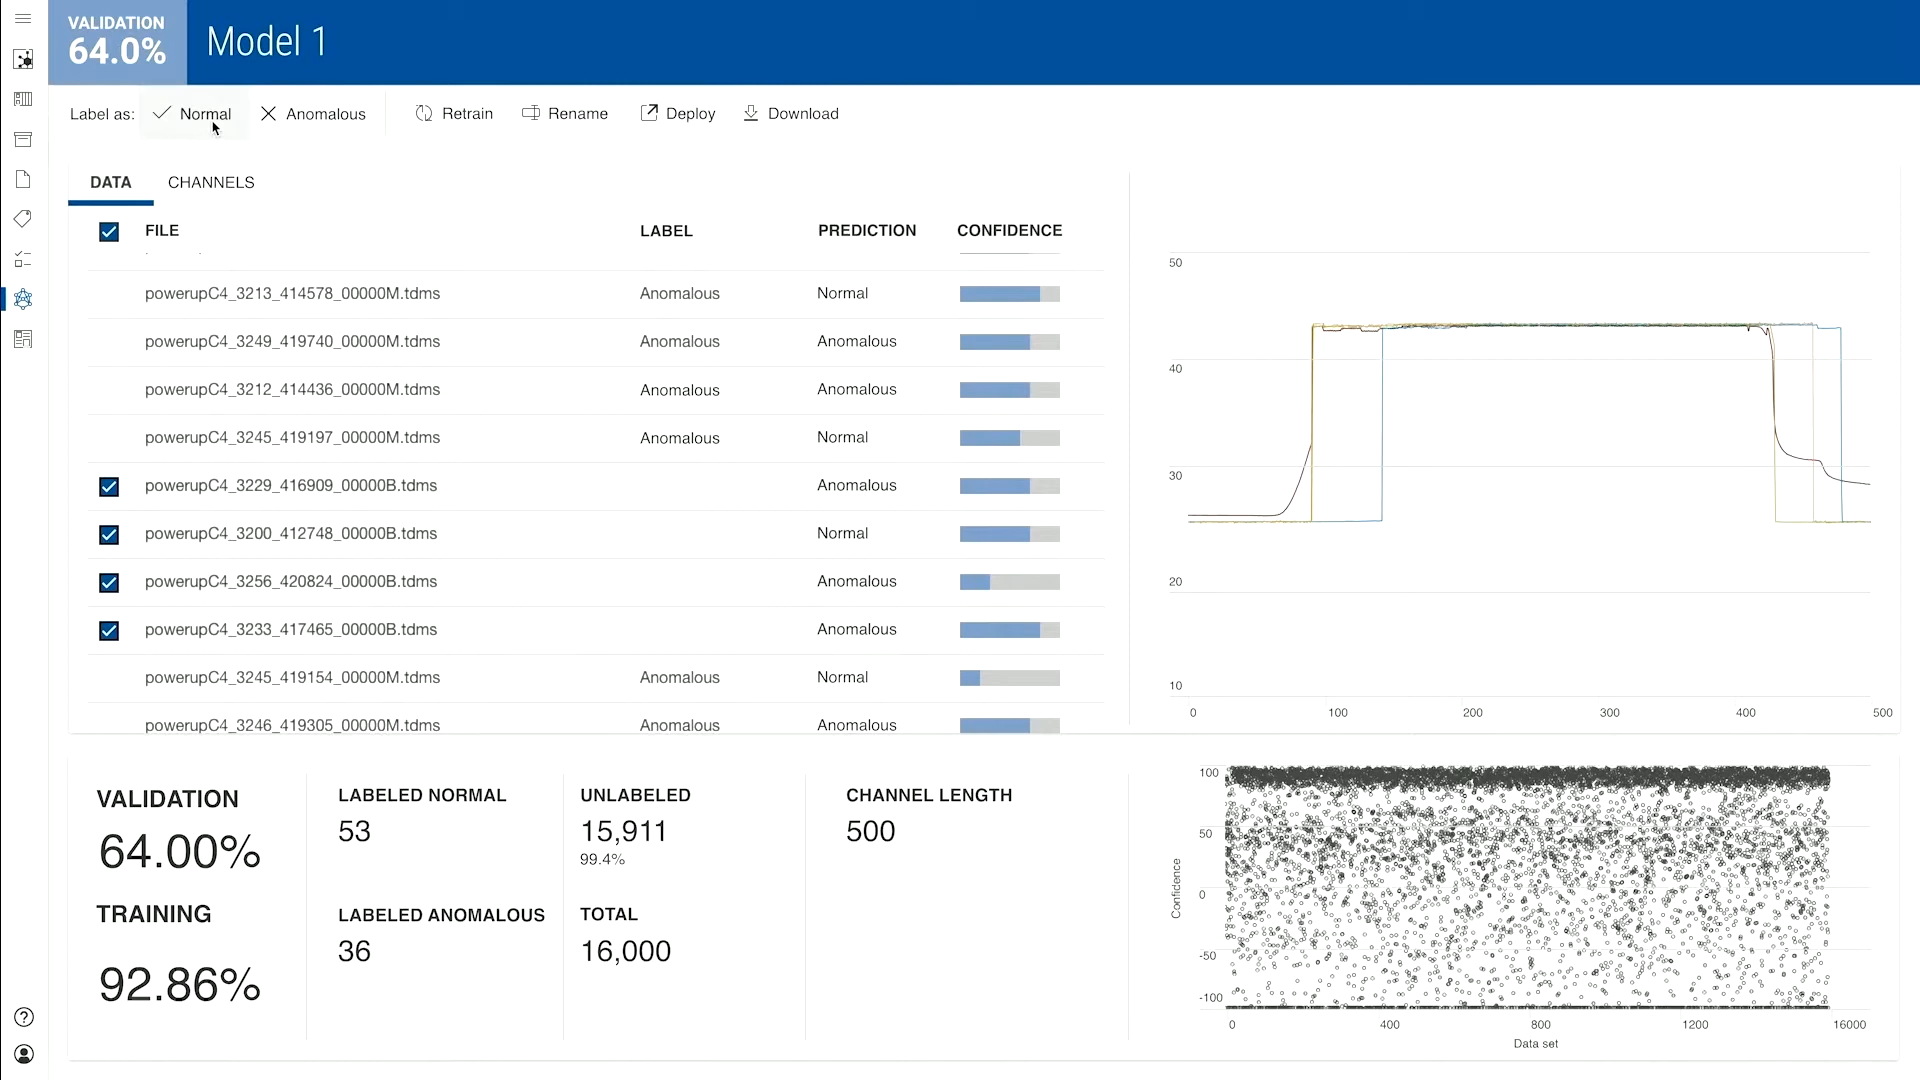 VALIDATION
64.0%
Model 1
Label as: Normal Anomalous Retrain Rename Deploy Download
DATA CHANNELS
FILE LABEL PREDICTION CONFIDENCE
powerupC4_3213_414578_00000M.tdms Anomalous Normal
powerupC4_3249_419740_00000M.tdms Anomalous Anomalous
powerupC4_3212_414436_00000M.tdms Anomalous Anomalous
powerupC4_3245_419197_00000M.tdms Anomalous Normal
powerupC4_3229_416909_00000B.tdms Anomalous
powerupC4_3200_412748_00000B.tdms Normal
powerupC4_3256_420824_00000B.tdms Anomalous
powerupC4_3233_417465_00000B.tdms Anomalous
powerupC4_3245_419154_00000M.tdms Anomalous Normal
powerupC4_3246_419305_00000M.tdms Anomalous Anomalous
50
40
30
20
10
0 100 200 300 400 500
VALIDATION
64.00%
TRAINING
92.86%
LABELED NORMAL
53
LABELED ANOMALOUS
36
UNLABELED
15,911
99.4%
TOTAL
16,000
CHANNEL LENGTH
500
100
50
0
-50
-100
Confidence
0 400 800 1200 16000
Data set